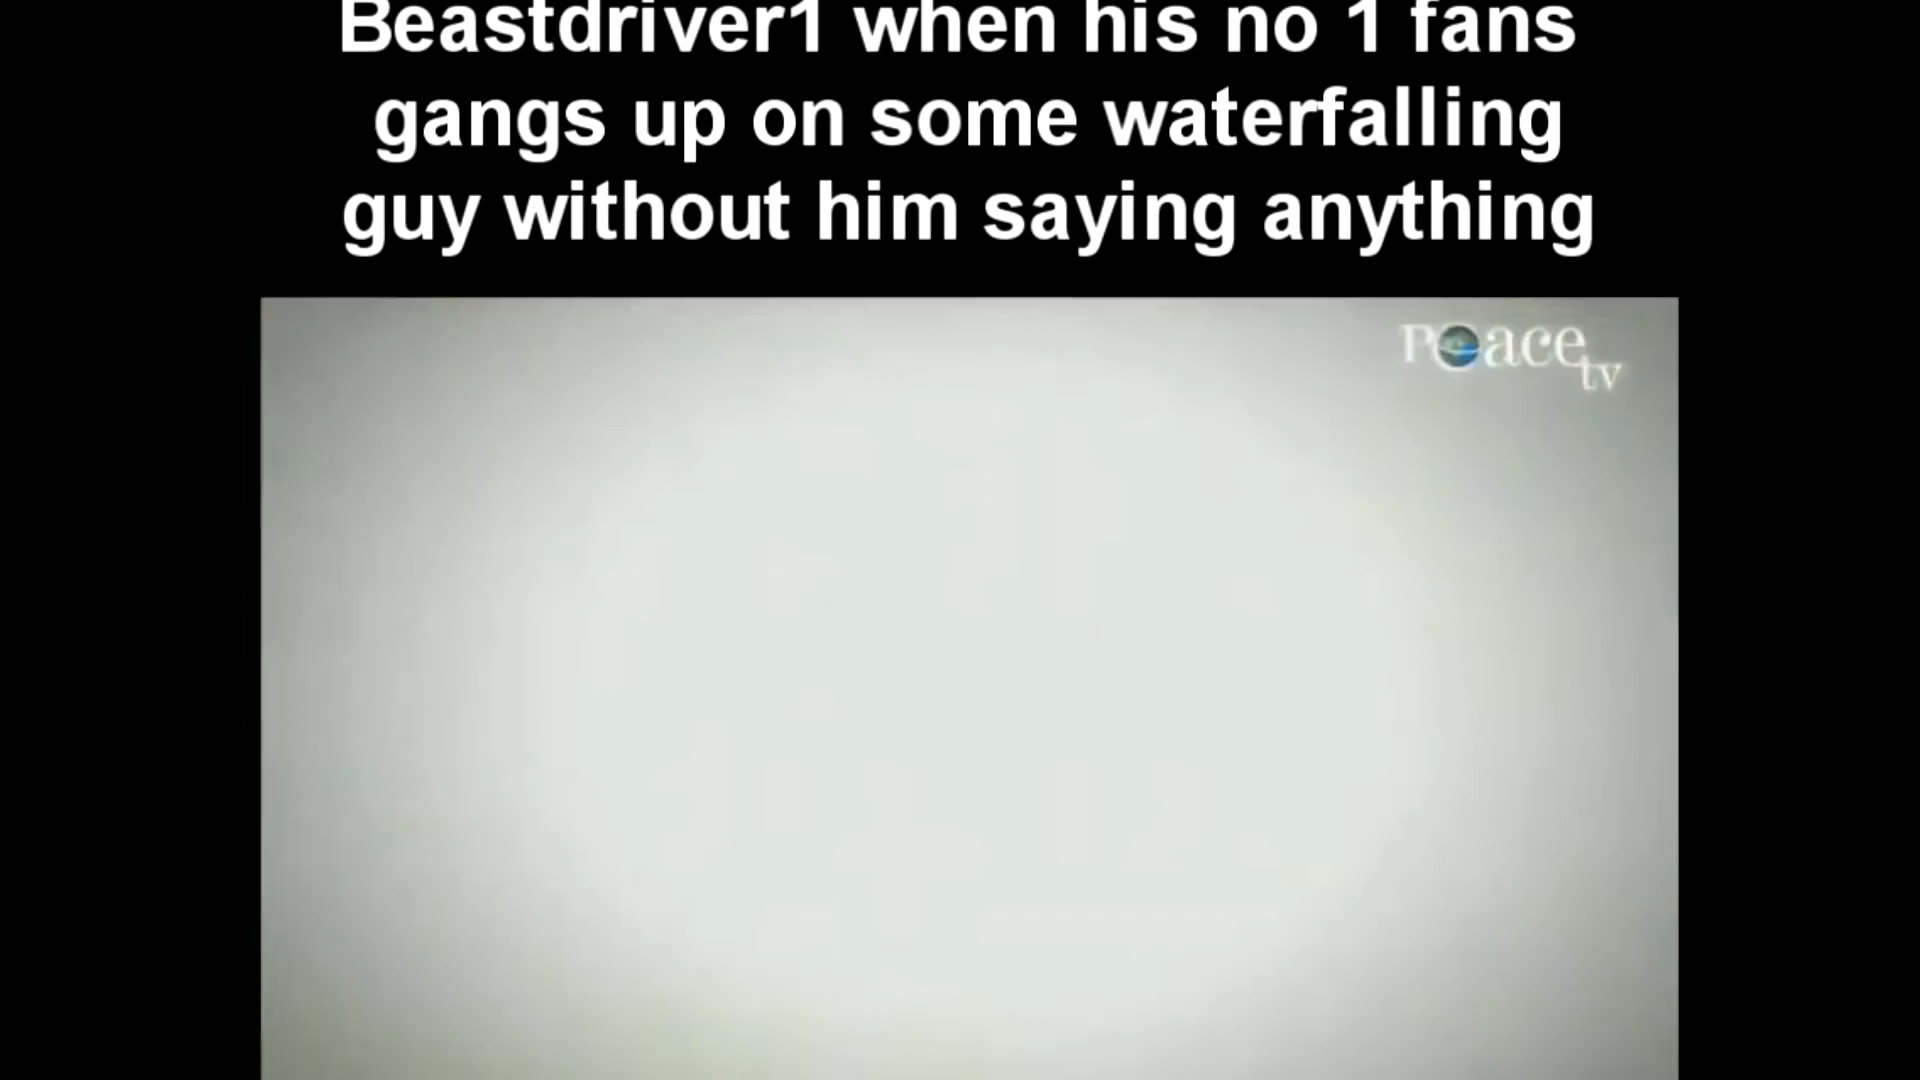 Beastdriver1 when his no 1 fans
gangs up on some waterfalling
guy without him saying anything
Peace
tv